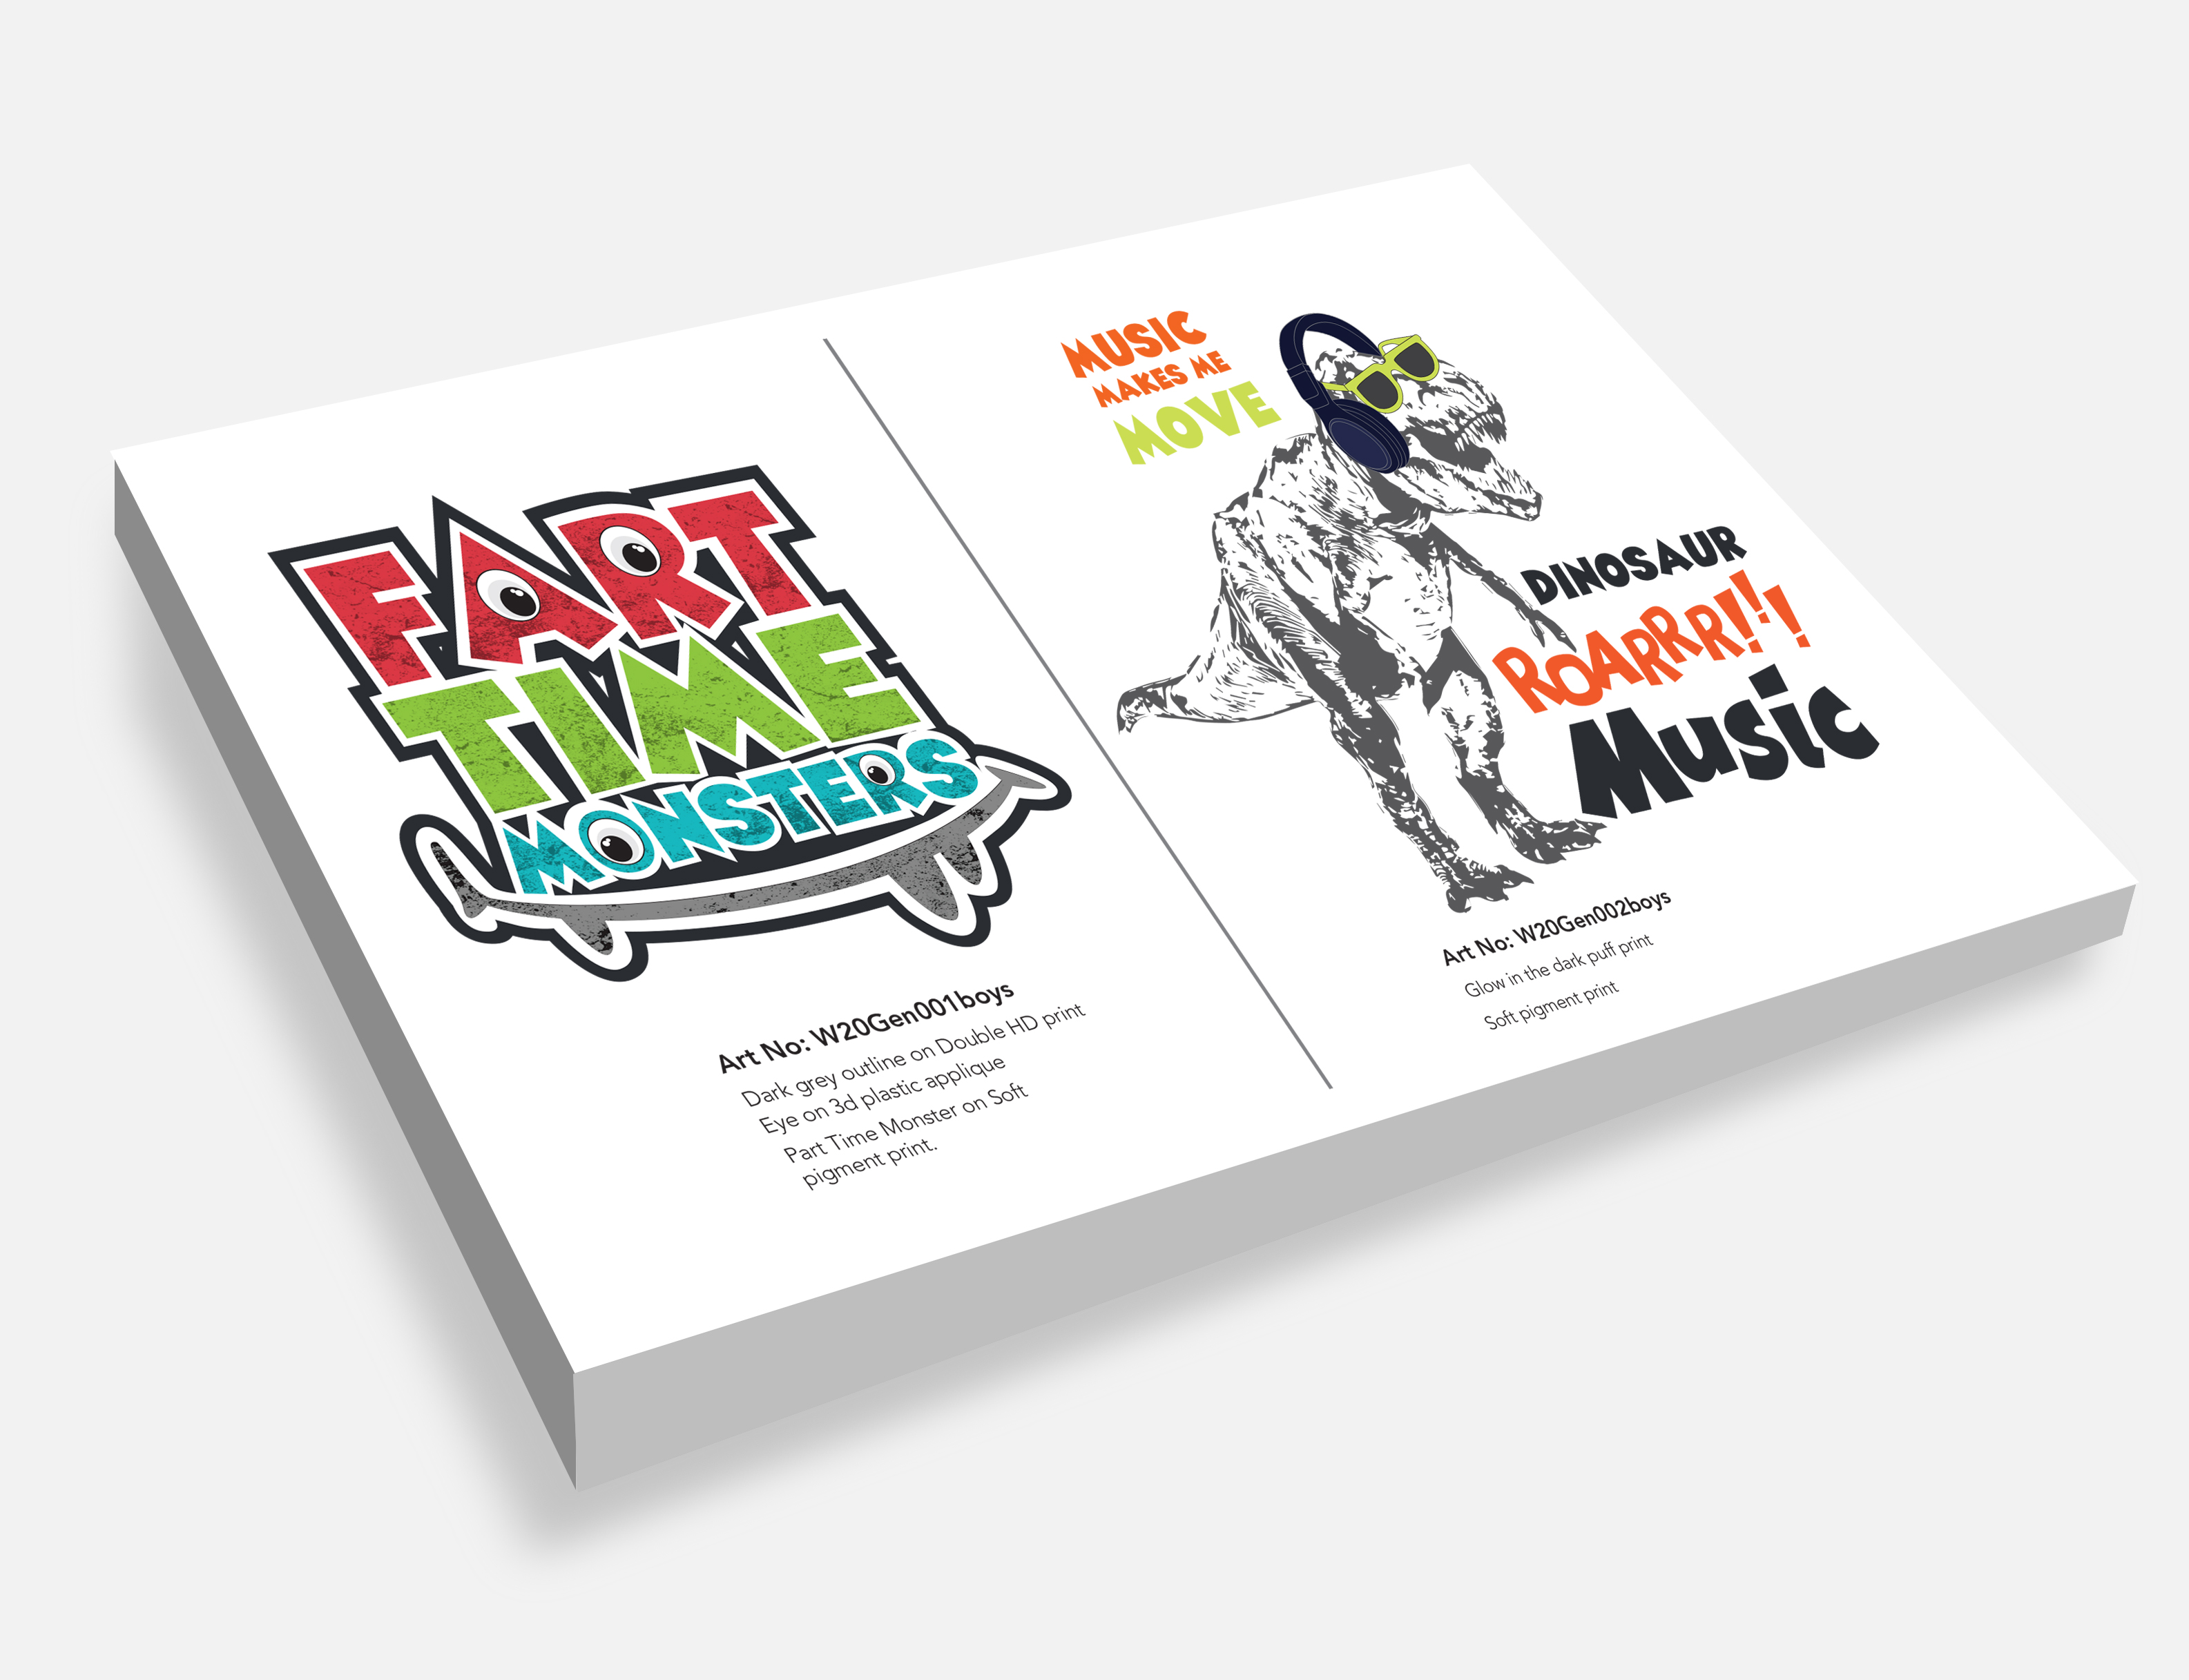 FART
TIME
MONSTERS
Art No: W20Gen001boys
Dark grey outline on Double HD print
Eye on 3d plastic applique
Part Time Monster on Soft
pigment print.
MUSIC
MAKES ME
MOVE
DINOSAUR
ROARRR!!!
Music
Art No: W20Gen002boys
Glow in the dark puff print
Soft pigment print